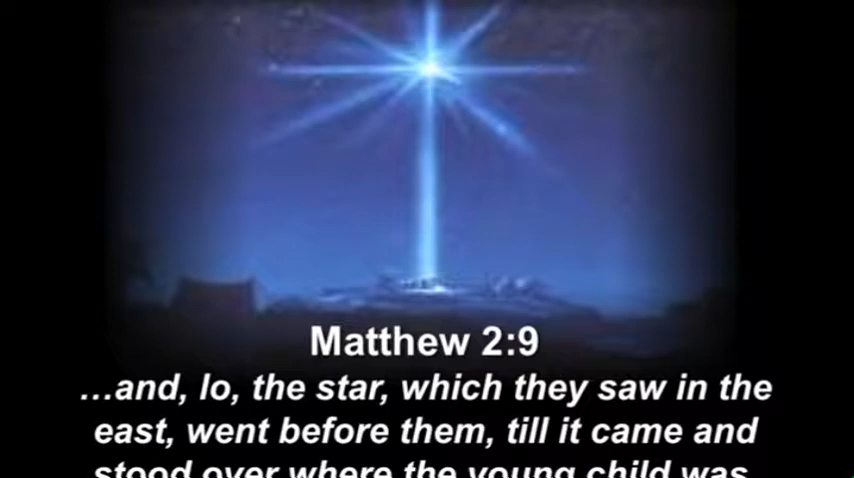 Matthew 2:9
…and, lo, the star, which they saw in the
east, went before them, till it came and
stood over where the young child was.